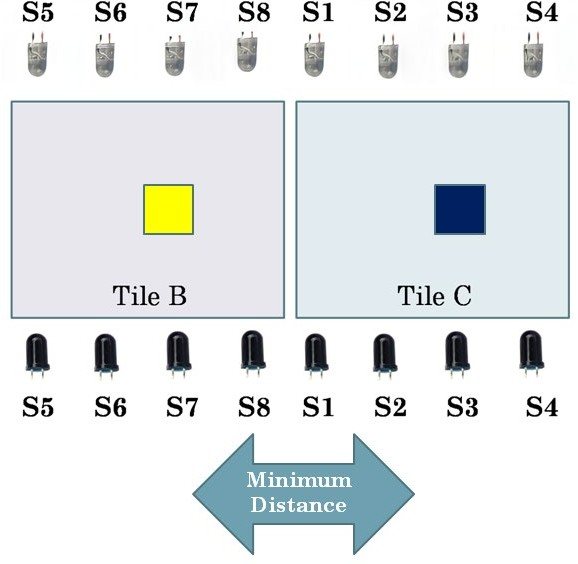 S5 S6 S7 S8 S1 S2 S3 S4
Tile B
Tile C
S5 S6 S7 S8 S1 S2 S3 S4
Minimum
Distance